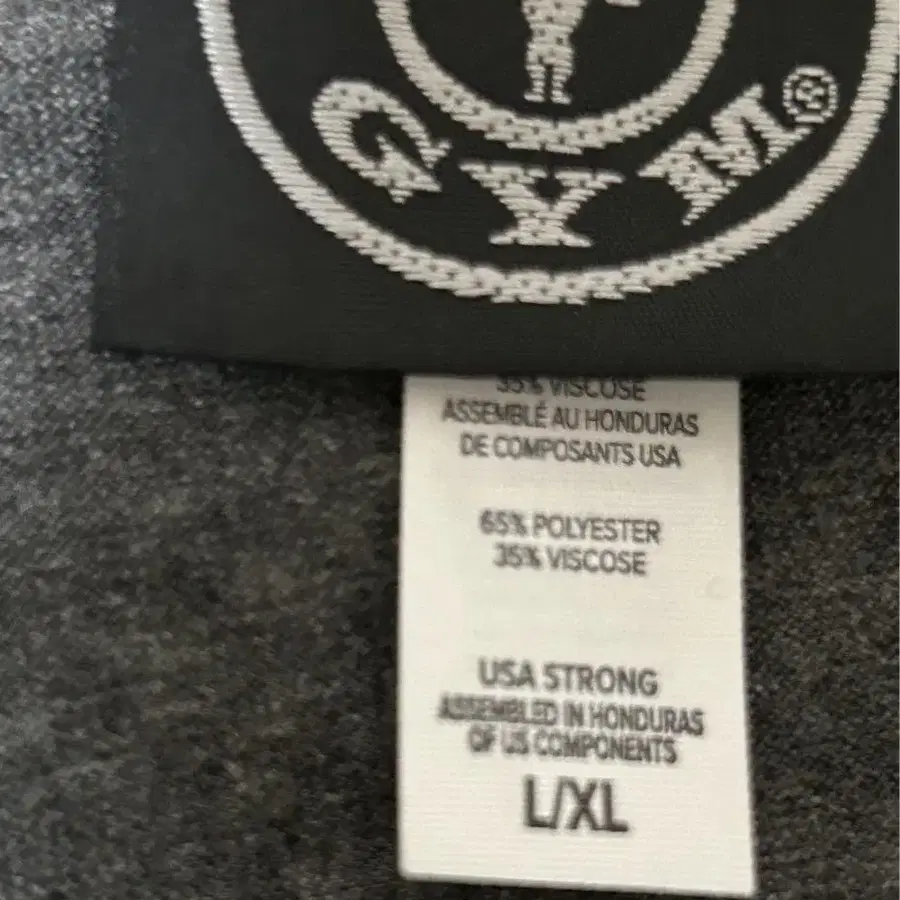 GYM®
35% VISCOSE
ASSEMBLÉ AU HONDURAS
DE COMPOSANTS USA
65% POLYESTER
35% VISCOSE
USA STRONG
ASSEMBLED IN HONDURAS
OF US COMPONENTS
L/XL